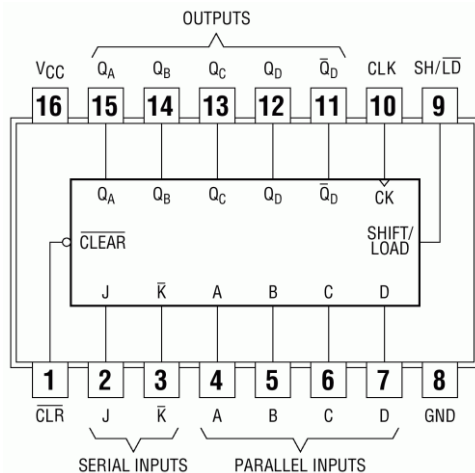 OUTPUTS
VCC QA QB QC QD Q̅D CLK SH/L̅D̅
16 15 14 13 12 11 10 9
QA QB QC QD Q̅D CK
C̅L̅E̅A̅R̅ SHIFT/
LOAD
J K̅ A B C D
1 2 3 4 5 6 7 8
C̅L̅R̅ J K̅ A B C D GND
SERIAL INPUTS PARALLEL INPUTS